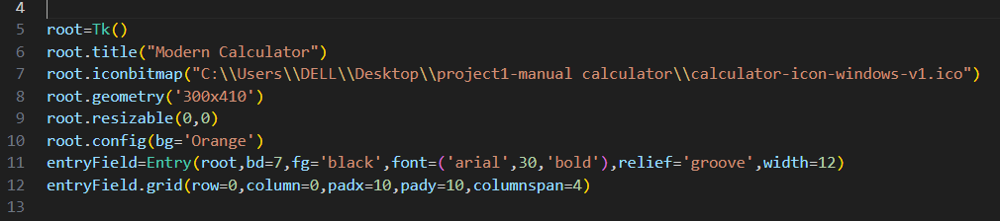 4
5 root=Tk()
6 root.title("Modern Calculator")
7 root.iconbitmap("C:\\Users\\DELL\\Desktop\\project1-manual calculator\\calculator-icon-windows-v1.ico")
8 root.geometry('300x410')
9 root.resizable(0,0)
10 root.config(bg='Orange')
11 entryField=Entry(root,bd=7,fg='black',font=('arial',30,'bold'),relief='groove',width=12)
12 entryField.grid(row=0,column=0,padx=10,pady=10,columnspan=4)
13